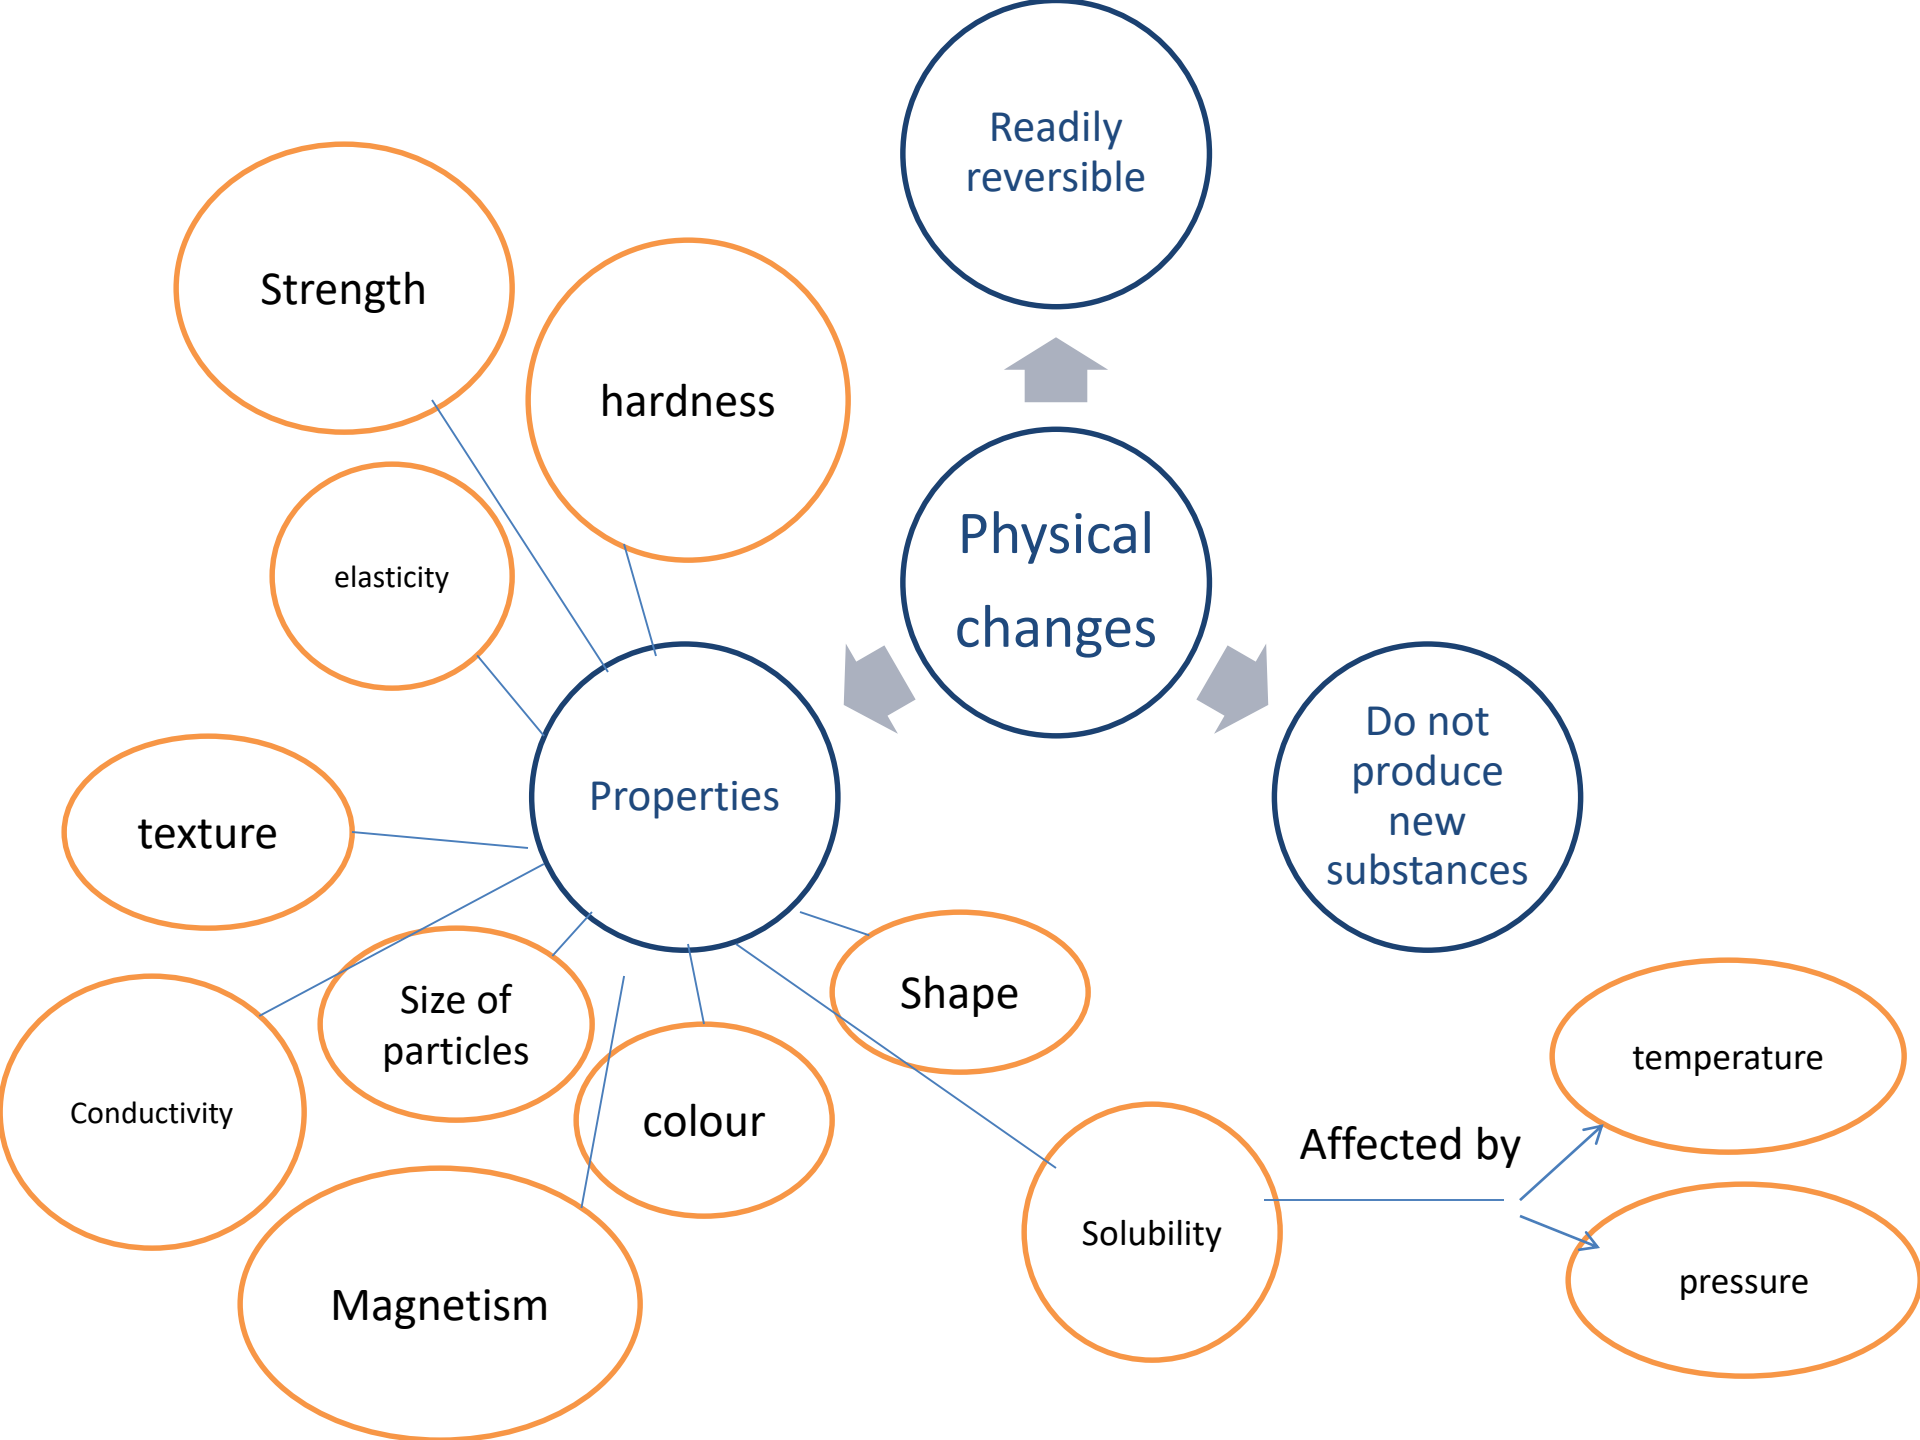 Readily
reversible
Strength
hardness
Physical
changes
elasticity
Properties
Do not
produce
new
substances
texture
Size of
particles
Shape
Conductivity
colour
temperature
Affected by
Solubility
pressure
Magnetism